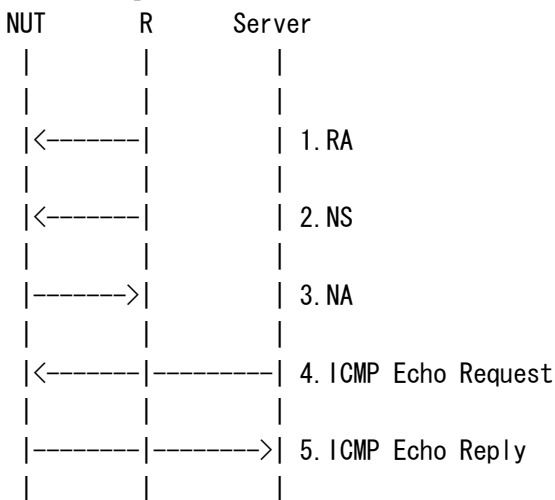 NUT R Server
1.RA
2.NS
3.NA
4.ICMP Echo Request
5.ICMP Echo Reply